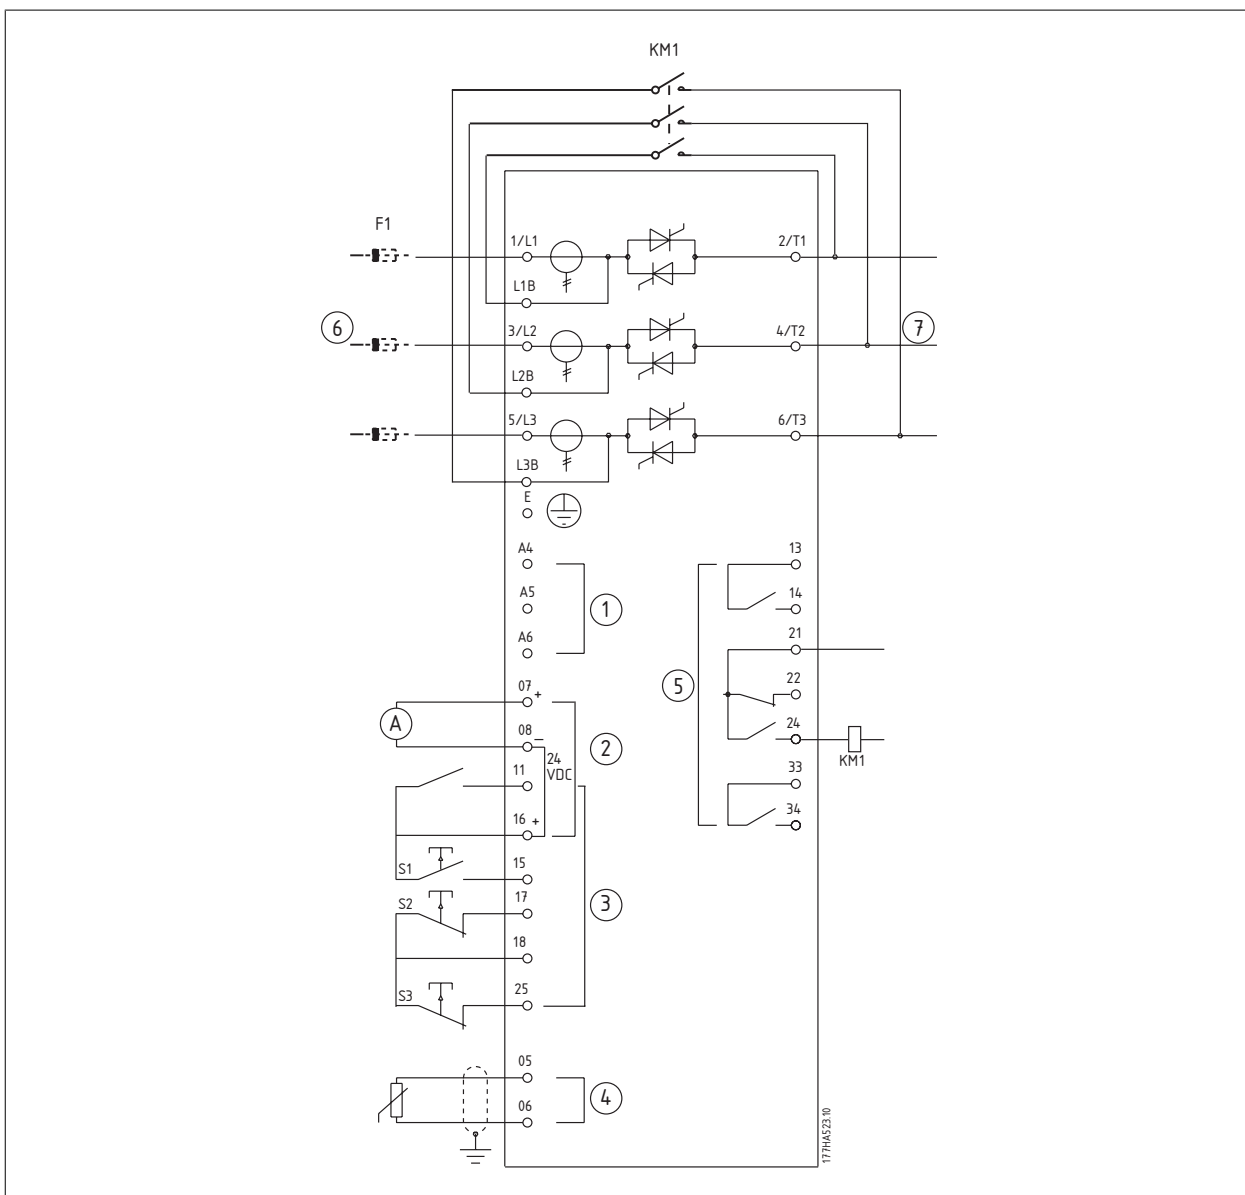 KM1
F1
1/L1
2/T1
L1B
6
3/L2
4/T2
7
L2B
5/L3
6/T3
L3B
E
A4
13
A5
1
14
A6
21
07 +
5
22
A
08 −
2
24
24
VDC
KM1
11
33
16 +
34
S1
15
S2
17
3
18
S3
25
05
4
06
177HA523.10